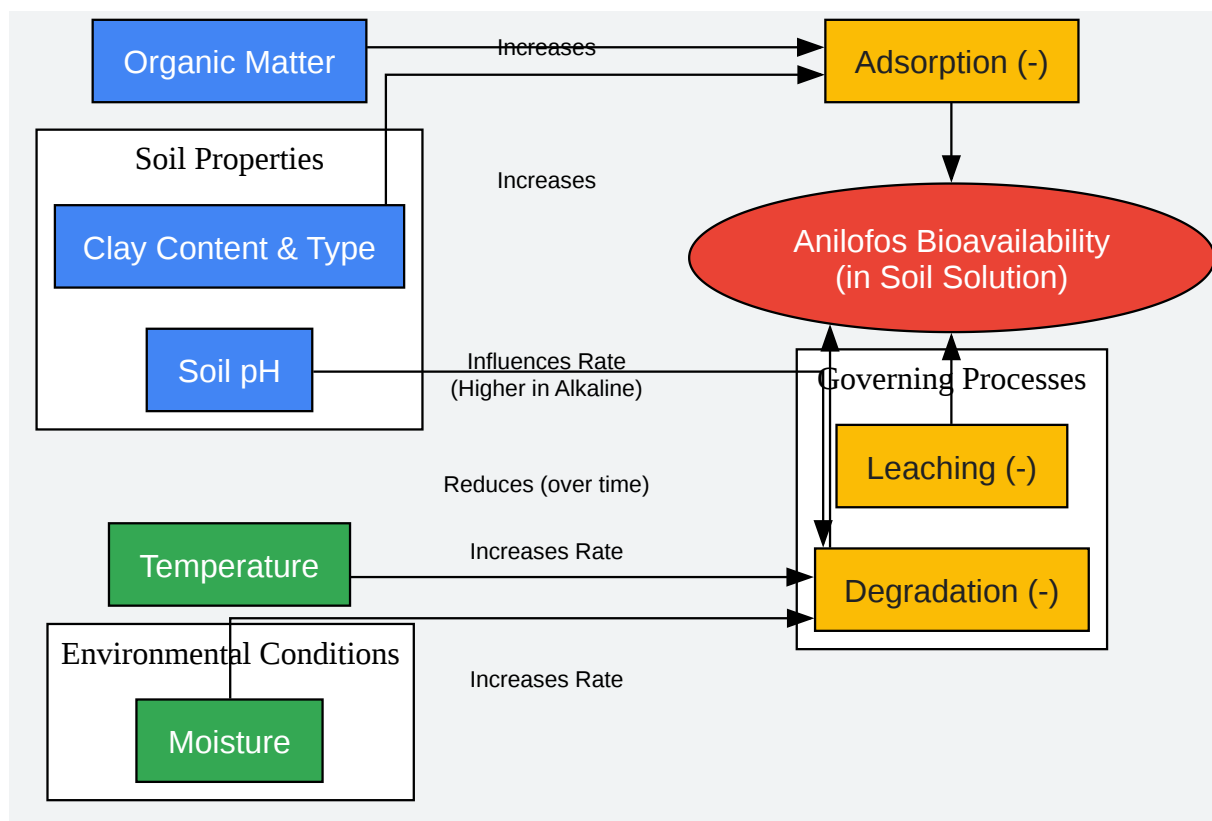 Organic Matter
Increases
Adsorption (-)
Soil Properties
Increases
Clay Content & Type
Anilofos Bioavailability
(in Soil Solution)
Soil pH
Influences Rate
(Higher in Alkaline)
Governing Processes
Leaching (-)
Reduces (over time)
Temperature
Increases Rate
Degradation (-)
Environmental Conditions
Increases Rate
Moisture